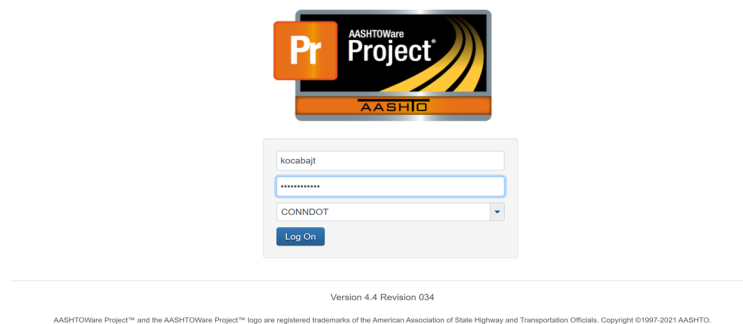 Pr
AASHTOWare
Project®
AASHTO
kocabajt
••••••••••••
CONNDOT
Log On
Version 4.4 Revision 034
AASHTOWare Project™ and the AASHTOWare Project™ logo are registered trademarks of the American Association of State Highway and Transportation Officials. Copyright ©1997-2021 AASHTO.